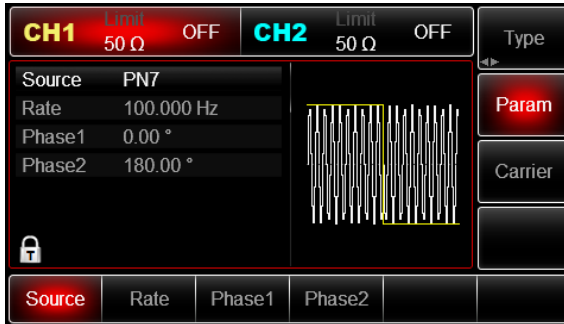 CH1 Limit 50 Ω OFF CH2 Limit 50 Ω OFF Type
Source PN7
Rate 100.000 Hz
Param
Phase1 0.00 °
Phase2 180.00 °
Carrier
T
Source Rate Phase1 Phase2